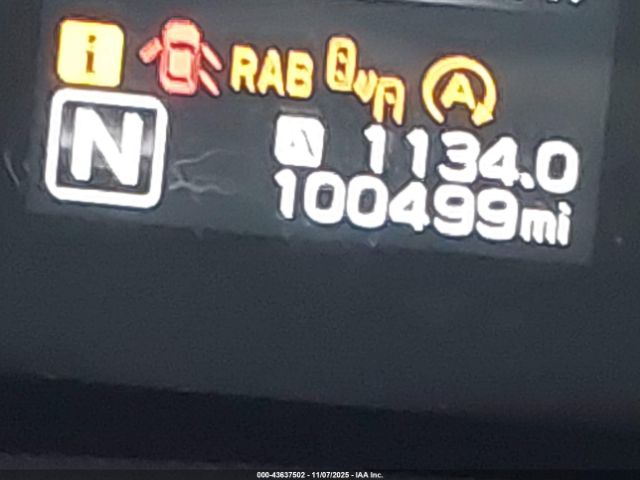 i RAB A
N A 1134.0
100499mi
000-43637502 - 11/07/2025 - IAA Inc.